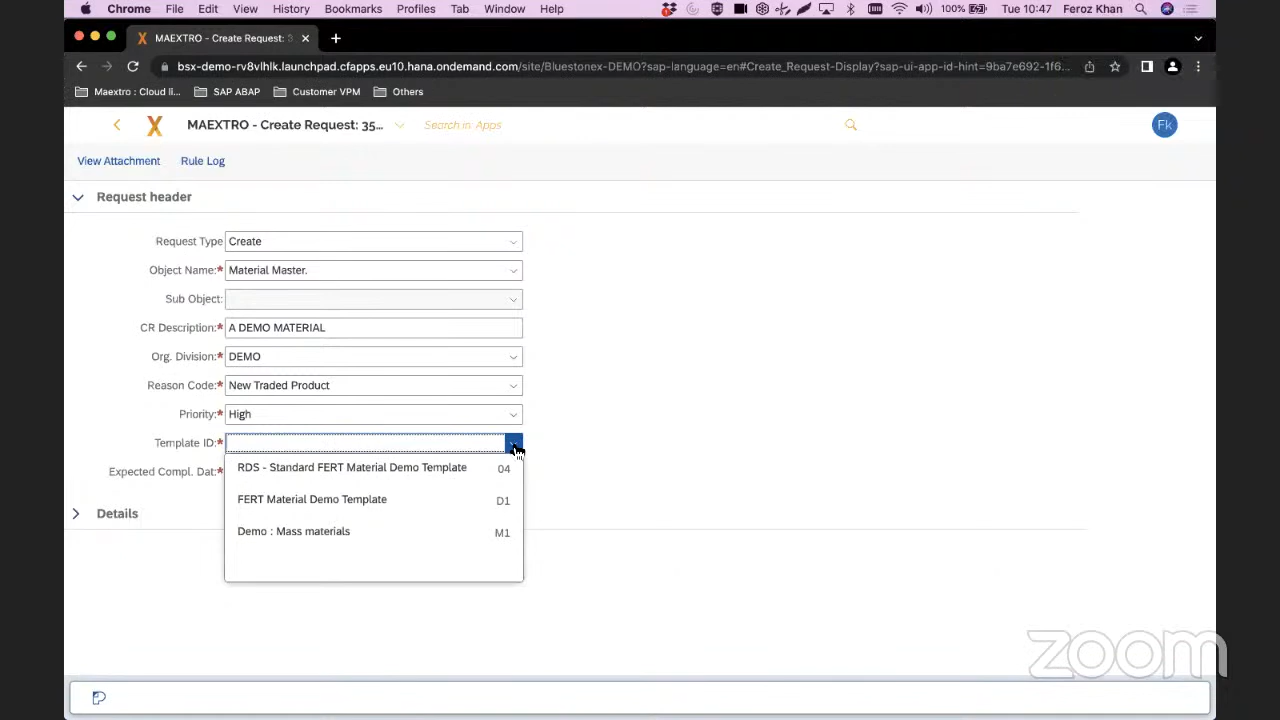 Chrome File Edit View History Bookmarks Profiles Tab Window Help 100% Tue 10:47 Feroz Khan
MAEXTRO - Create Request: 3
bsx-demo-rv8vlhlk.launchpad.cfapps.eu10.hana.ondemand.com/site/Bluestonex-DEMO?sap-language=en#Create_Request-Display?sap-ui-app-id-hint=9ba7e692-1f6...
Maextro : Cloud li... SAP ABAP Customer VPM Others
MAEXTRO - Create Request: 35... Search in: Apps Fk
View Attachment Rule Log
Request header
Request Type Create
Object Name:* Material Master.
Sub Object:
CR Description:* A DEMO MATERIAL
Org. Division:* DEMO
Reason Code:* New Traded Product
Priority:* High
Template ID:*
Expected Compl. Dat:*
RDS - Standard FERT Material Demo Template 04
FERT Material Demo Template D1
Demo : Mass materials M1
Details
zoom